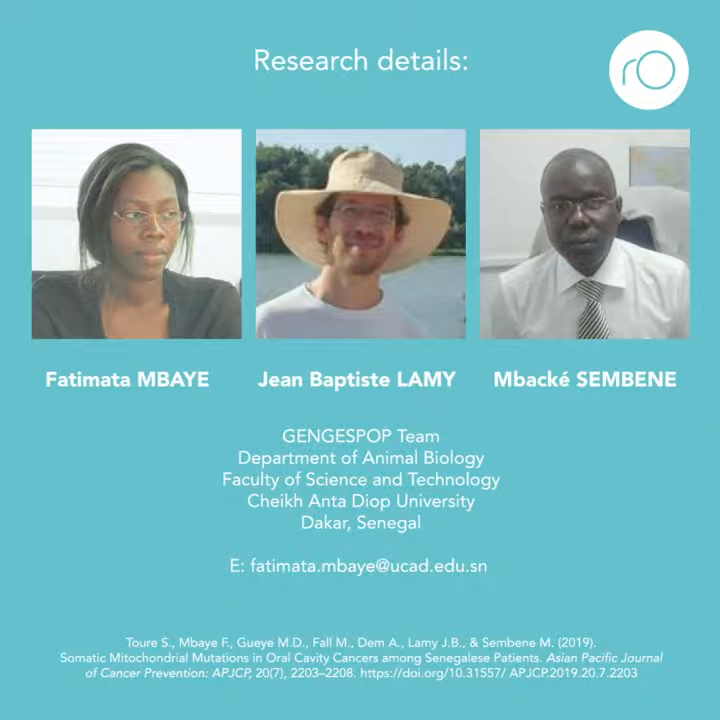 Research details:
ro
Fatimata MBAYE
Jean Baptiste LAMY
Mbacké SEMBENE
GENGESPOP Team
Department of Animal Biology
Faculty of Science and Technology
Cheikh Anta Diop University
Dakar, Senegal
E: fatimata.mbaye@ucad.edu.sn
Toure S., Mbaye F., Gueye M.D., Fall M., Dem A., Lamy J.B., & Sembene M. (2019).
Somatic Mitochondrial Mutations in Oral Cavity Cancers among Senegalese Patients. Asian Pacific Journal
of Cancer Prevention: APJCP, 20(7), 2203–2208. https://doi.org/10.31557/ APJCP.2019.20.7.2203